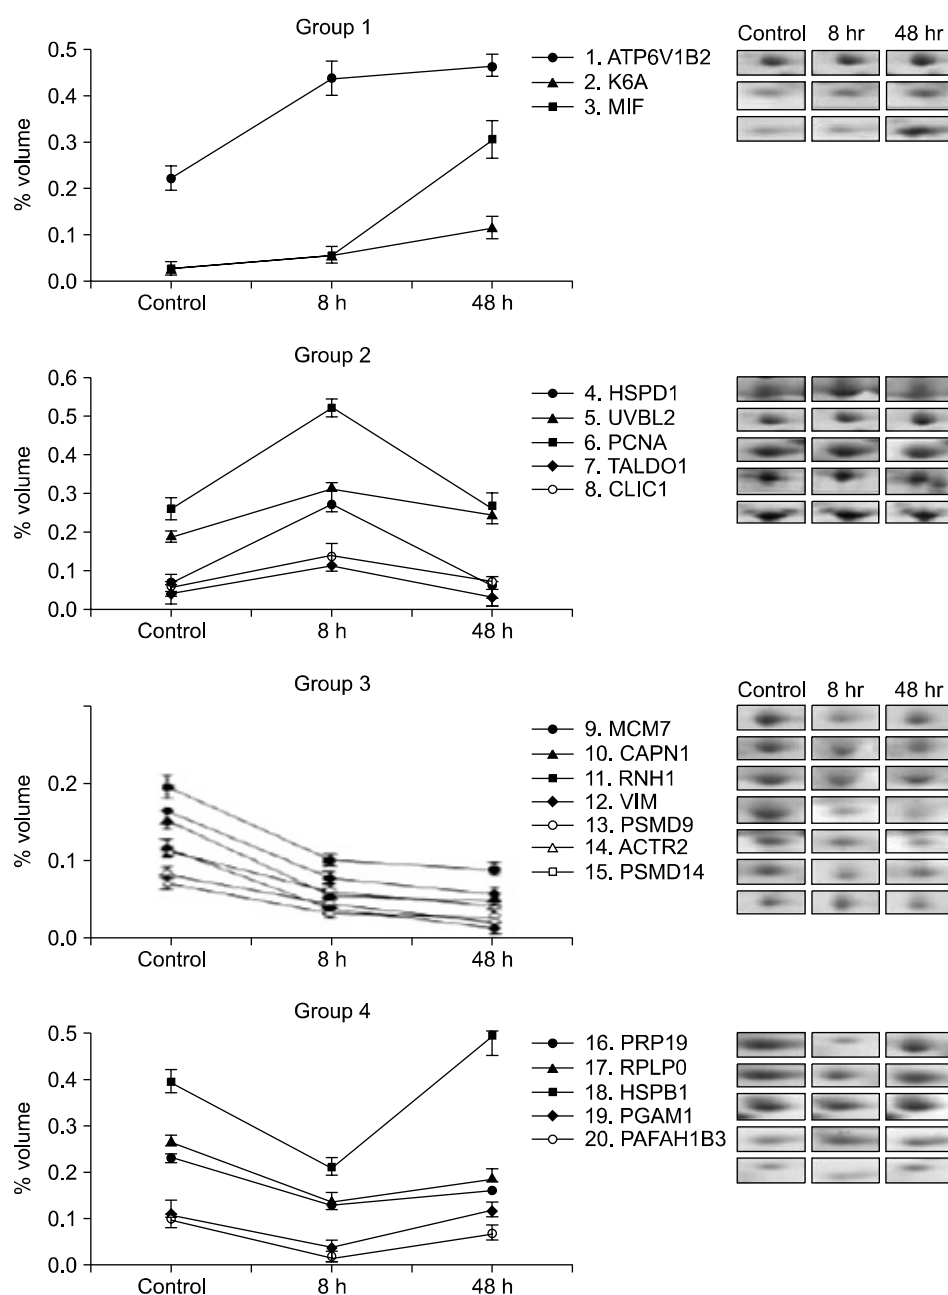 Group 1
% volume
0.5
0.4
0.3
0.2
0.1
0.0
Control 8 h 48 h
1. ATP6V1B2
2. K6A
3. MIF
Control 8 hr 48 hr
Group 2
% volume
0.6
0.5
0.4
0.3
0.2
0.1
0.0
Control 8 h 48 h
4. HSPD1
5. UVBL2
6. PCNA
7. TALDO1
8. CLIC1
Group 3
% volume
0.2
0.1
0.0
Control 8 h 48 h
9. MCM7
10. CAPN1
11. RNH1
12. VIM
13. PSMD9
14. ACTR2
15. PSMD14
Control 8 hr 48 hr
Group 4
% volume
0.5
0.4
0.3
0.2
0.1
0.0
Control 8 h 48 h
16. PRP19
17. RPLP0
18. HSPB1
19. PGAM1
20. PAFAH1B3